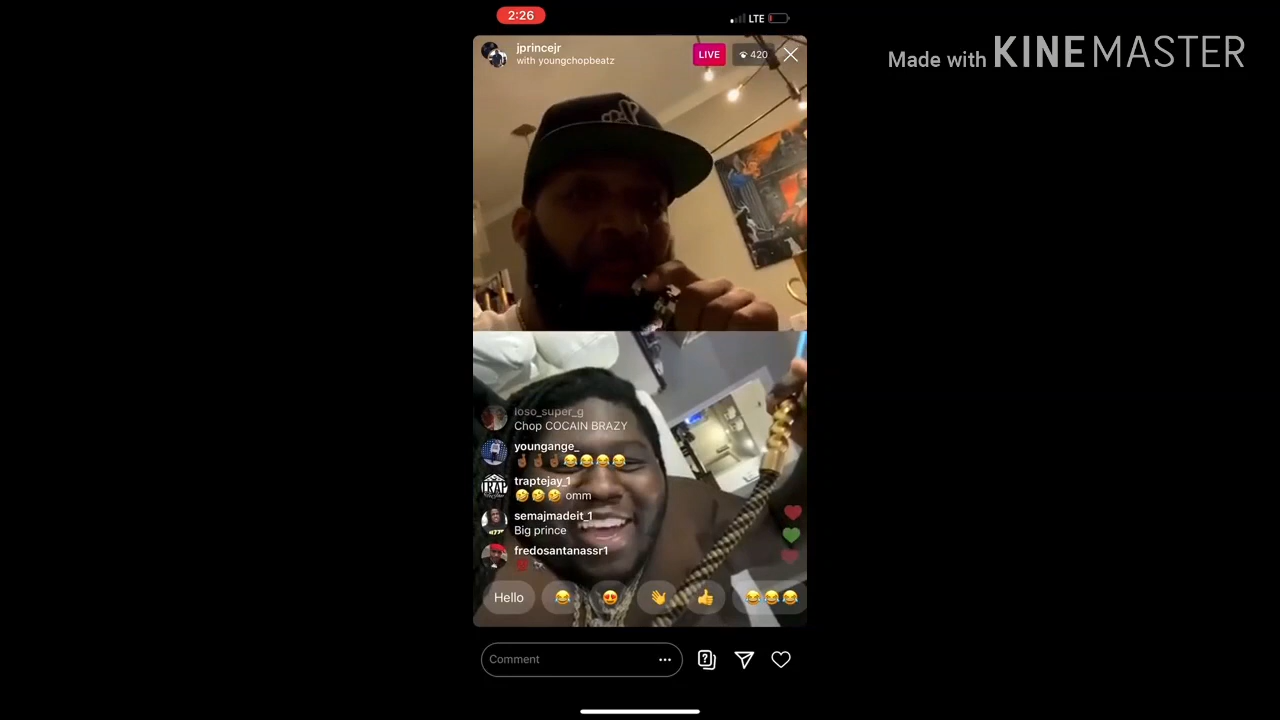 2:26
LTE
Made with KINEMASTER
jprincejr
with youngchopbeatz
LIVE
420
loso_super_g
Chop COCAIN BRAZY
youngange_
☝🏾☝🏾☝🏾😂😂😂😂
traptejay_1
🤣🤣🤣 omm
semajmadeit_1
Big prince
fredosantanassr1
💯
Hello 😂 😍 👋 👍 😂😂😂
Comment